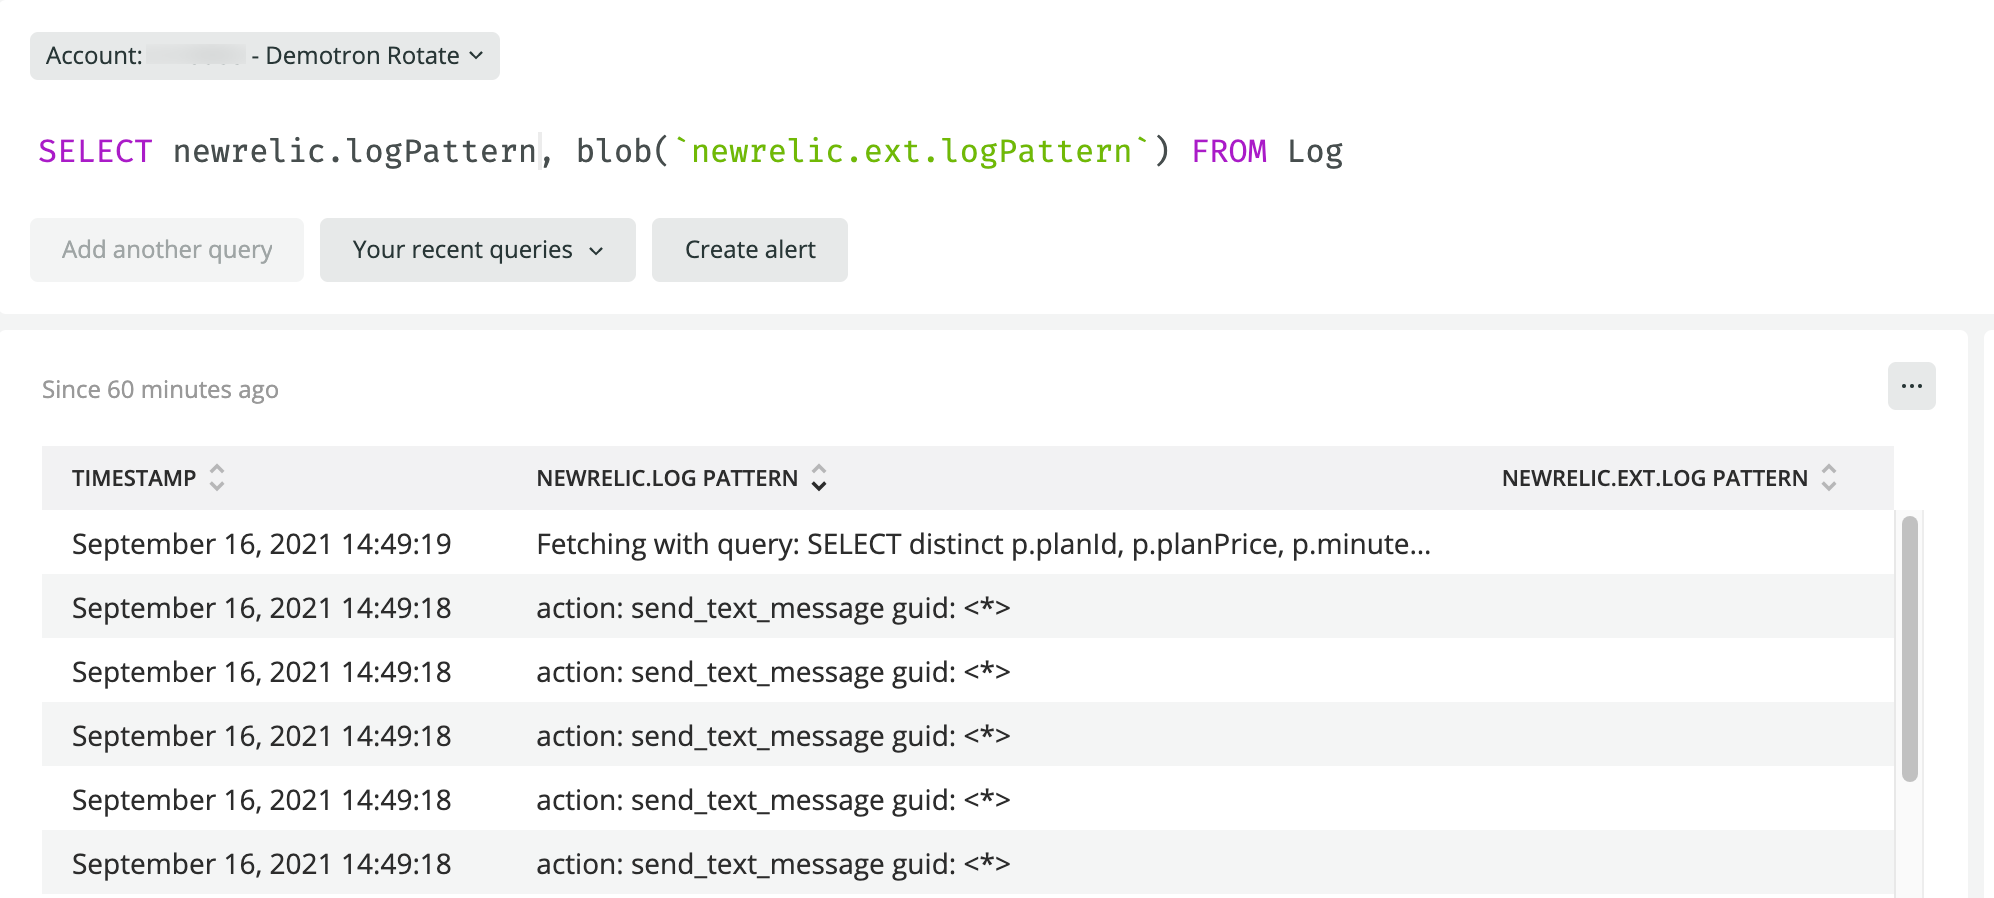 Account: - Demotron Rotate
SELECT newrelic.logPattern, blob(`newrelic.ext.logPattern`) FROM Log
Add another query Your recent queries Create alert
Since 60 minutes ago
...
TIMESTAMP NEWRELIC.LOG PATTERN NEWRELIC.EXT.LOG PATTERN
September 16, 2021 14:49:19 Fetching with query: SELECT distinct p.planId, p.planPrice, p.minute...
September 16, 2021 14:49:18 action: send_text_message guid: <*>
September 16, 2021 14:49:18 action: send_text_message guid: <*>
September 16, 2021 14:49:18 action: send_text_message guid: <*>
September 16, 2021 14:49:18 action: send_text_message guid: <*>
September 16, 2021 14:49:18 action: send_text_message guid: <*>